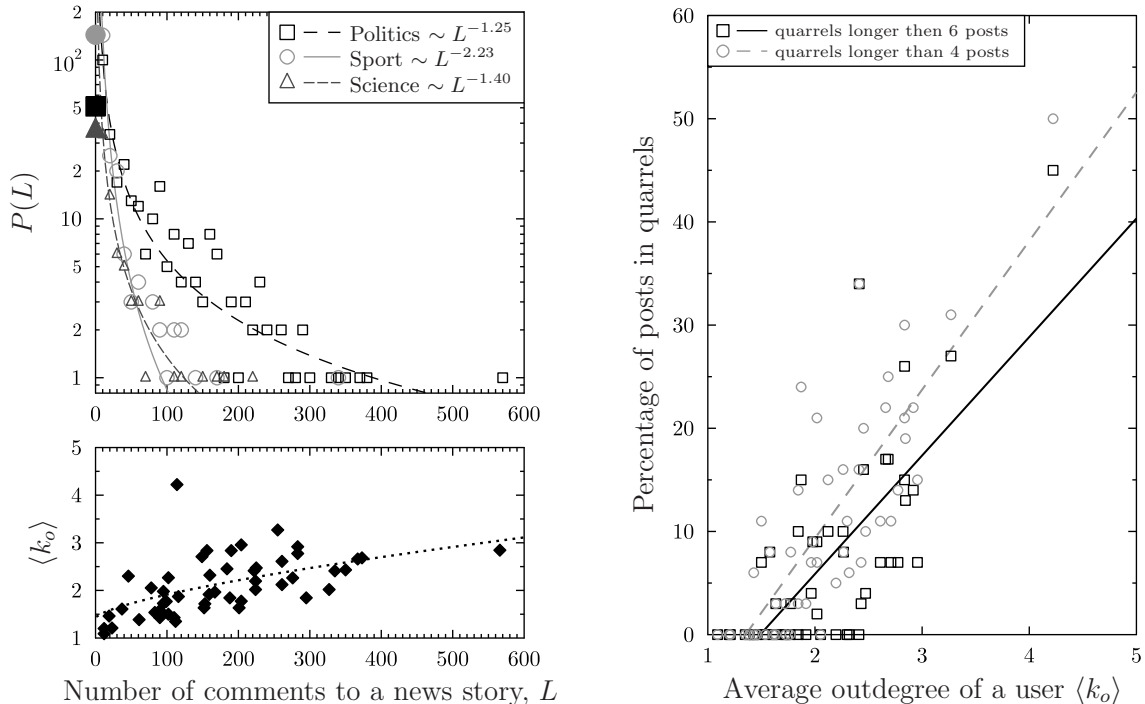 Politics ∼ L^{−1.25}
Sport ∼ L^{−2.23}
Science ∼ L^{−1.40}
P(L)
2
10²
5
2
10
5
2
1
0 100 200 300 400 500 600
5
4
3
2
1
⟨k_o⟩
0 100 200 300 400 500 600
Number of comments to a news story, L
quarrels longer then 6 posts
quarrels longer than 4 posts
Percentage of posts in quarrels
60
50
40
30
20
10
0
1 2 3 4 5
Average outdegree of a user ⟨k_o⟩